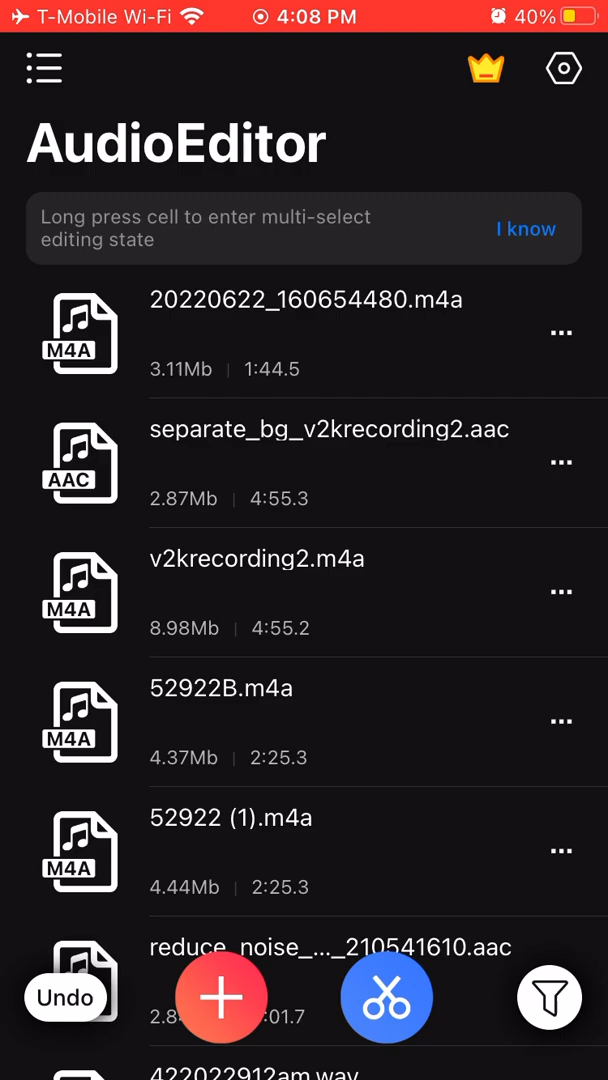 T-Mobile Wi-Fi 4:08 PM 40%
AudioEditor
Long press cell to enter multi-select
editing state
I know
20220622_160654480.m4a
M4A
3.11Mb | 1:44.5
separate_bg_v2krecording2.aac
AAC
2.87Mb | 4:55.3
v2krecording2.m4a
M4A
8.98Mb | 4:55.2
52922B.m4a
M4A
4.37Mb | 2:25.3
52922 (1).m4a
M4A
4.44Mb | 2:25.3
reduce_noise_..._210541610.aac
Undo
422022912am.wav